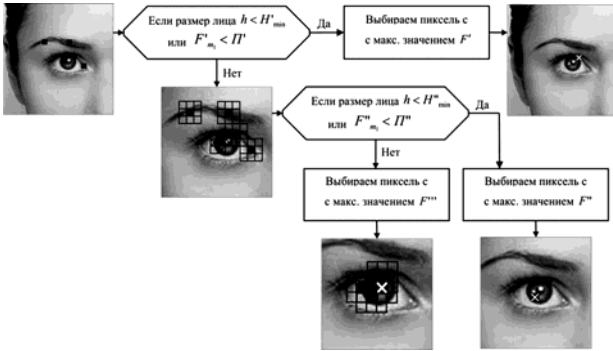 Если размер лица h < H'min
или F'm₁ < П'
Да
Выбираем пиксель с
с макс. значением F'
Нет
Если размер лица h < H"min
или F"m₁ < П"
Да
Нет
Выбираем пиксель с
с макс. значением F'''
Выбираем пиксель с
с макс. значением F"